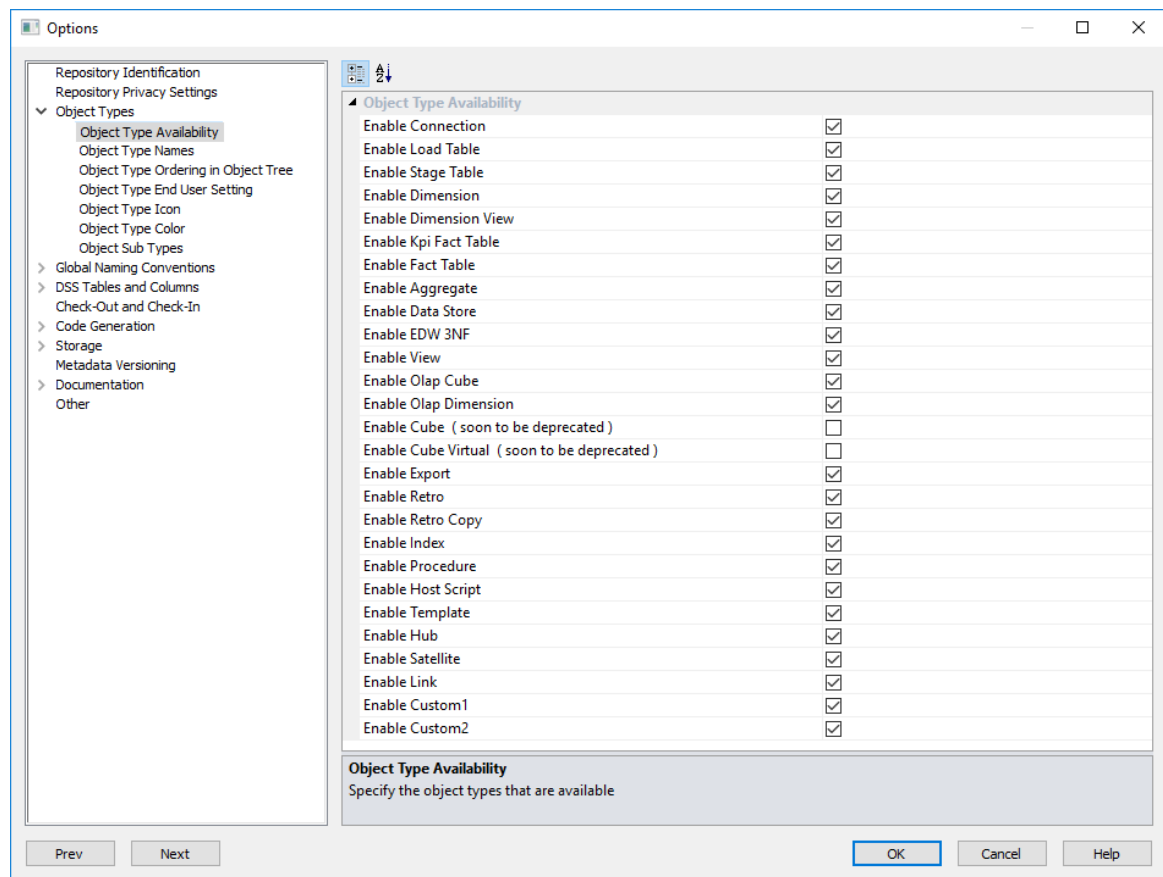 Options
Repository Identification
Repository Privacy Settings
Object Types
Object Type Availability
Object Type Names
Object Type Ordering in Object Tree
Object Type End User Setting
Object Type Icon
Object Type Color
Object Sub Types
Global Naming Conventions
DSS Tables and Columns
Check-Out and Check-In
Code Generation
Storage
Metadata Versioning
Documentation
Other
Object Type Availability
Enable Connection
Enable Load Table
Enable Stage Table
Enable Dimension
Enable Dimension View
Enable Kpi Fact Table
Enable Fact Table
Enable Aggregate
Enable Data Store
Enable EDW 3NF
Enable View
Enable Olap Cube
Enable Olap Dimension
Enable Cube ( soon to be deprecated )
Enable Cube Virtual ( soon to be deprecated )
Enable Export
Enable Retro
Enable Retro Copy
Enable Index
Enable Procedure
Enable Host Script
Enable Template
Enable Hub
Enable Satellite
Enable Link
Enable Custom1
Enable Custom2
Object Type Availability
Specify the object types that are available
Prev Next OK Cancel Help